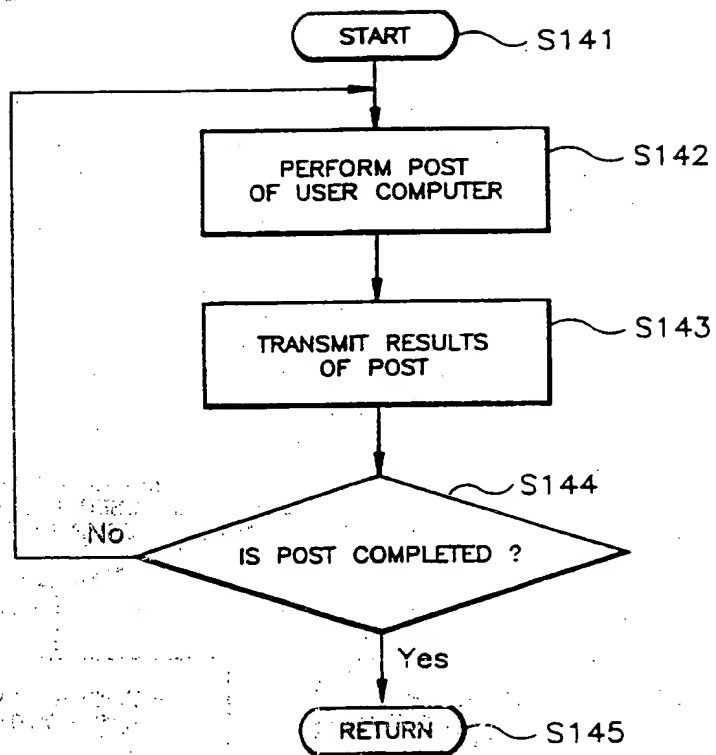 START
S141
PERFORM POST
OF USER COMPUTER
S142
TRANSMIT RESULTS
OF POST
S143
S144
IS POST COMPLETED ?
No
Yes
RETURN
S145